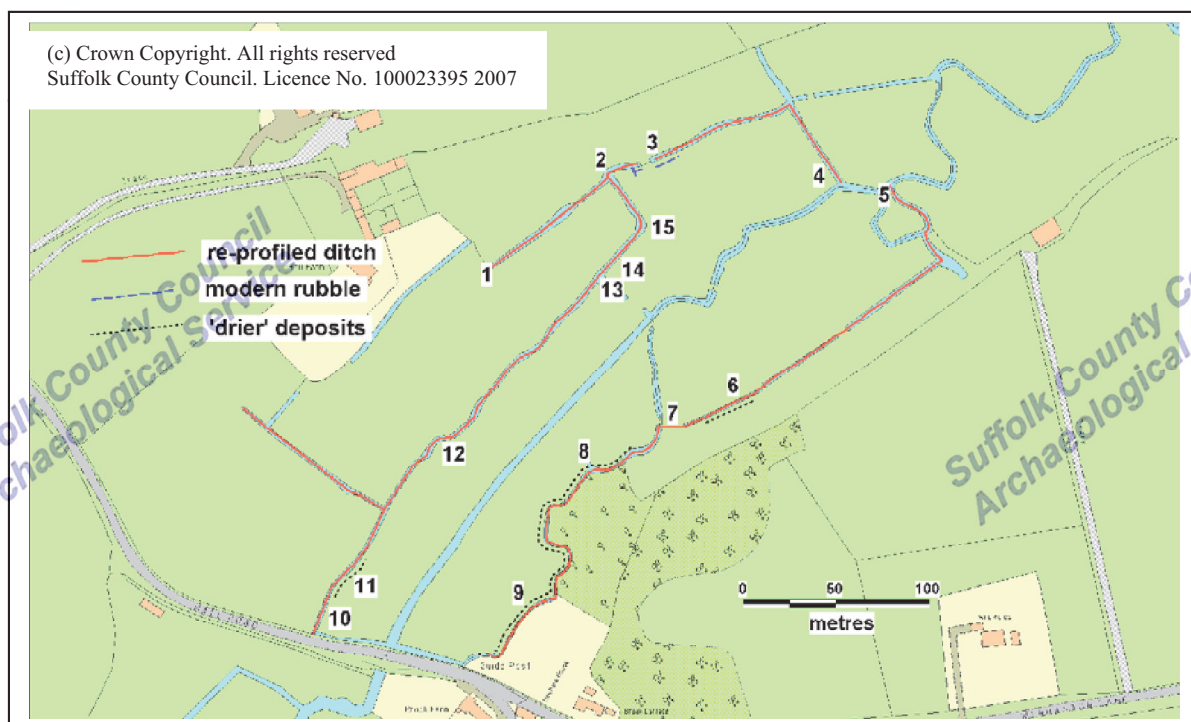 (c) Crown Copyright. All rights reserved
Suffolk County Council. Licence No. 100023395 2007
re-profiled ditch
modern rubble
'drier' deposits
Suffolk County Council
Archaeological Service
Suffolk County C
Archaeological
1
2
3
4
5
6
7
8
9
10
11
12
13
14
15
0 50 100
metres
Guide Post